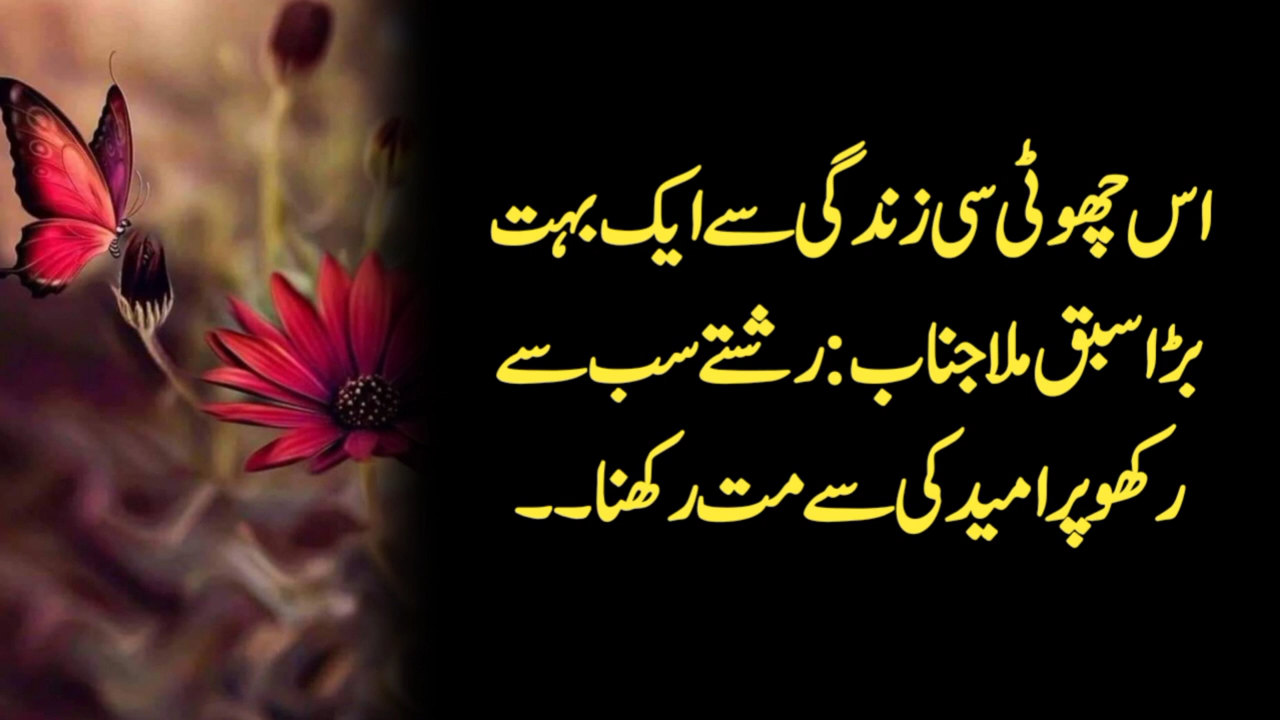 اس چھوٹی سی زندگی سے ایک بہت
بڑا سبق ملا جناب :رشتے سب سے
رکھو پر امید کی سے مت رکھنا۔۔